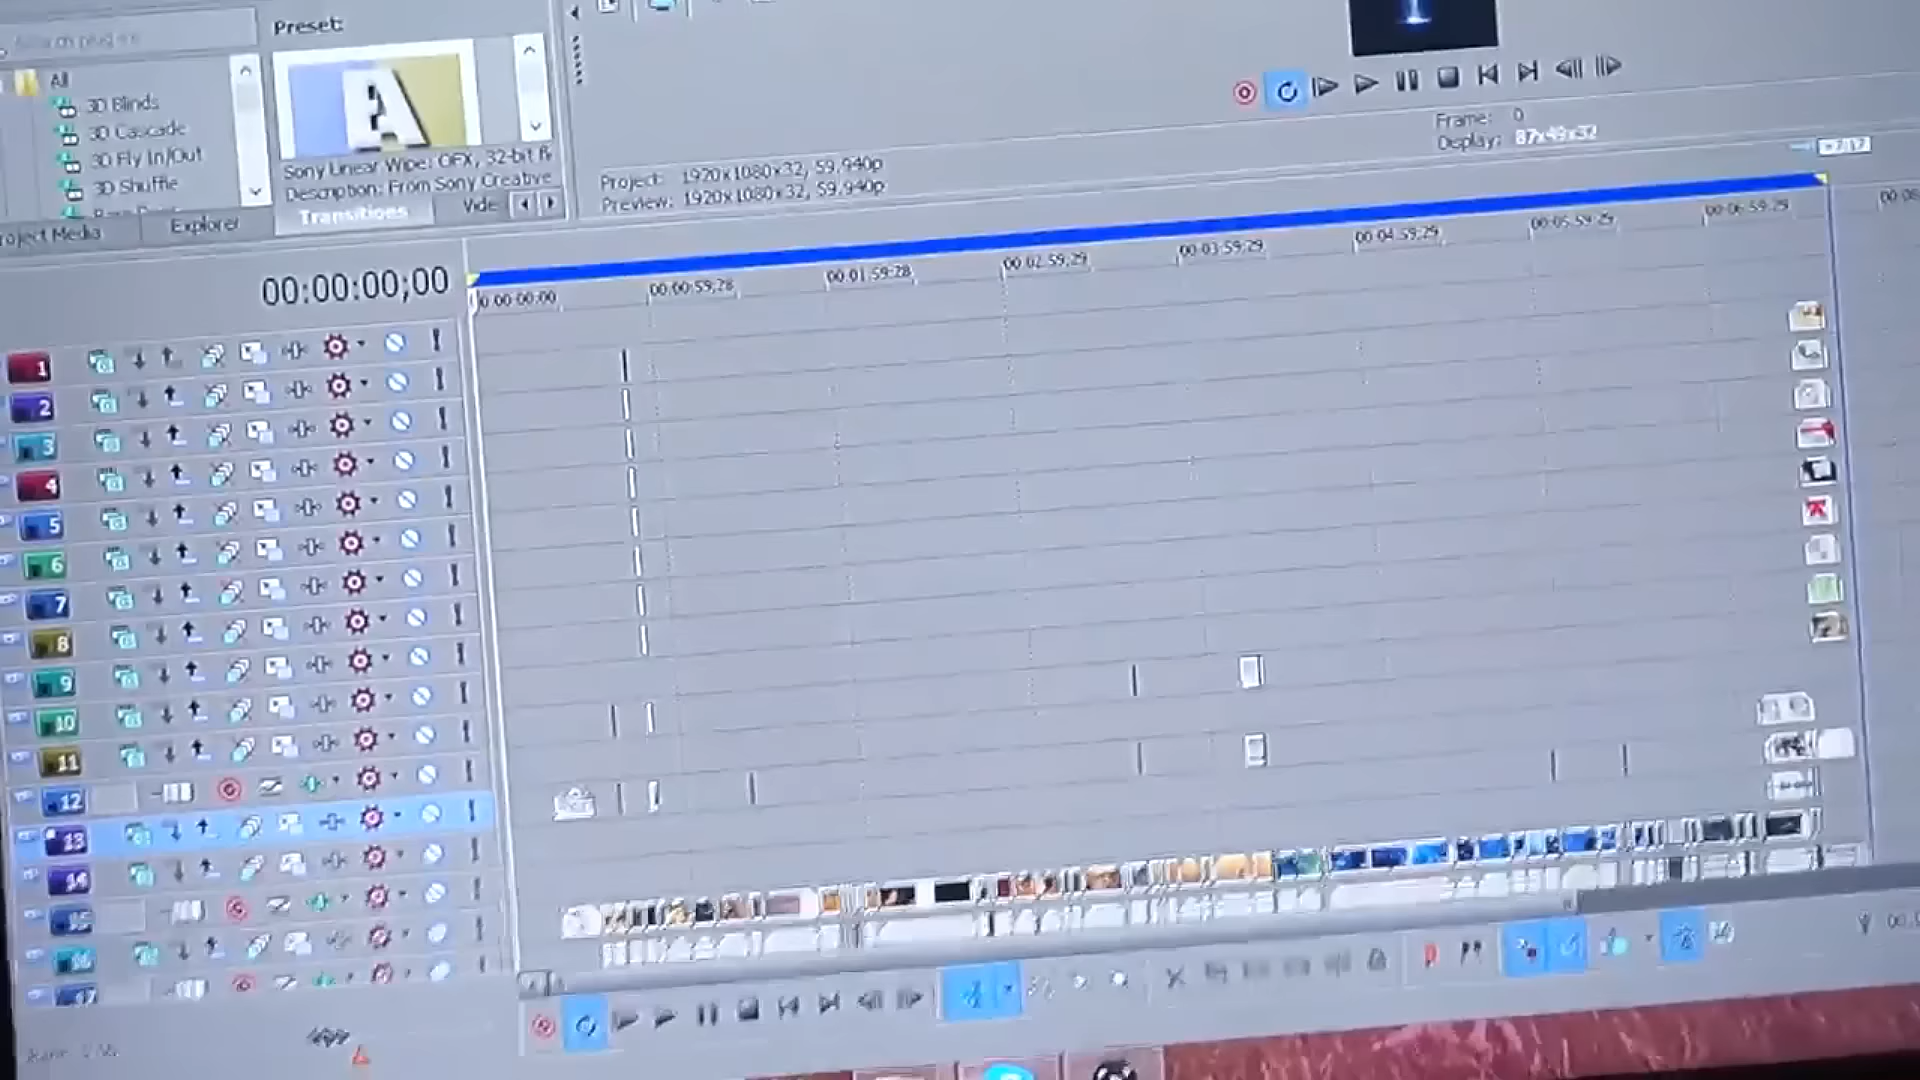 Preset:
All
3D Blinds
3D Cascade
3D Fly In/Out
3D Shuffle
Sony Linear Wipe: OFX, 32-bit fl
Description: From Sony Creative
Transitions
Vide
Explorer
roject Media
Project: 1920x1080x32, 59.940p
Preview: 1920x1080x32, 59.940p
Frame: 0
Display: 87x49x32
+7:17
00:00:00;00
00:00:00:00
00:00:59;28
00:01:59:28
00:02:59;29
00:03:59;29
00:04:59;29
00:05:59:29
00:06:59:29
1
2
3
4
5
6
7
8
9
10
11
12
13
14
15
16
17
A